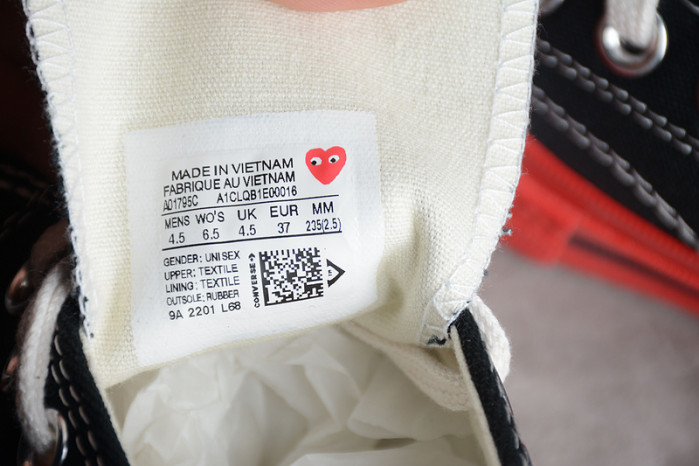 MADE IN VIETNAM
FABRIQUE AU VIETNAM
A01795C A1CLQB1E00016
MENS WO'S UK EUR MM
4.5 6.5 4.5 37 235(2.5)
GENDER: UNISEX
UPPER: TEXTILE
LINING: TEXTILE
OUTSOLE: RUBBER
9A 2201 L68
CONVERSE